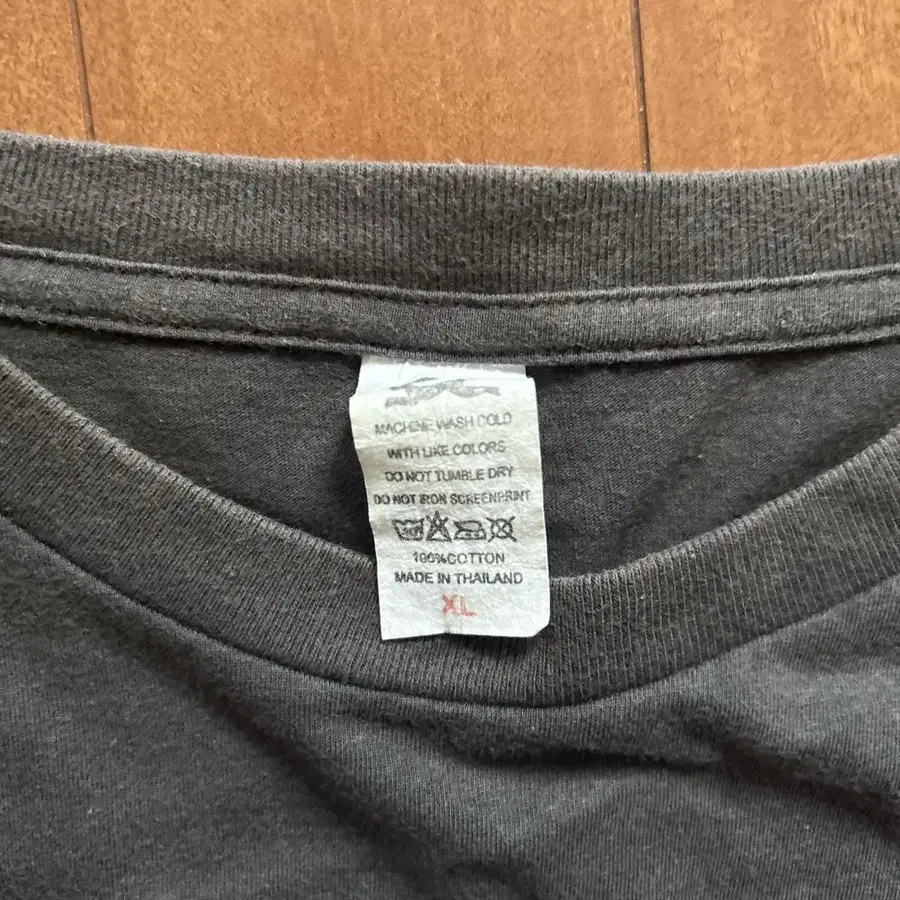 MACHINE WASH COLD
WITH LIKE COLORS
DO NOT TUMBLE DRY
DO NOT IRON SCREENPRINT
100%COTTON
MADE IN THAILAND
XL